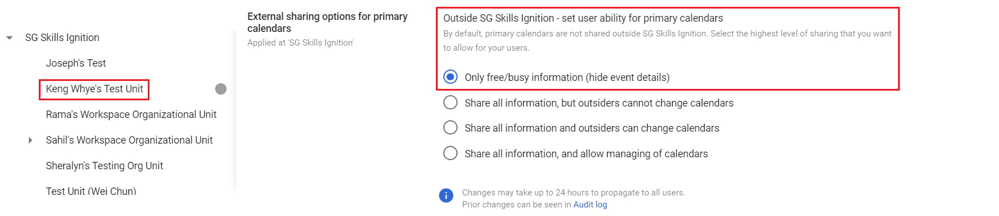 SG Skills Ignition
Joseph's Test
Keng Whye's Test Unit
Rama's Workspace Organizational Unit
Sahil's Workspace Organizational Unit
Sheralyn's Testing Org Unit
Test Unit (Wei Chun)
External sharing options for primary
calendars
Applied at 'SG Skills Ignition'
Outside SG Skills Ignition - set user ability for primary calendars
By default, primary calendars are not shared outside SG Skills Ignition. Select the highest level of sharing that you want
to allow for your users.
Only free/busy information (hide event details)
Share all information, but outsiders cannot change calendars
Share all information and outsiders can change calendars
Share all information, and allow managing of calendars
Changes may take up to 24 hours to propagate to all users.
Prior changes can be seen in Audit log